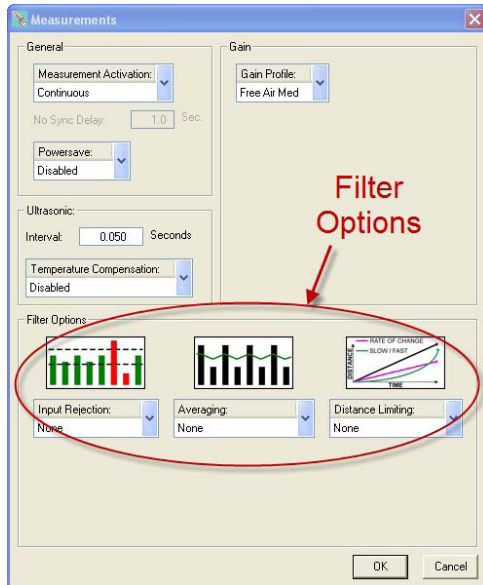 Measurements
General
Measurement Activation:
Continuous
No Sync Delay: 1.0 Sec.
Powersave:
Disabled
Gain
Gain Profile:
Free Air Med
Ultrasonic:
Interval: 0.050 Seconds
Temperature Compensation:
Disabled
Filter
Options
Filter Options
RATE OF CHANGE
SLOW / FAST
DISTANCE
TIME
Input Rejection:
None
Averaging:
None
Distance Limiting:
None
OK
Cancel